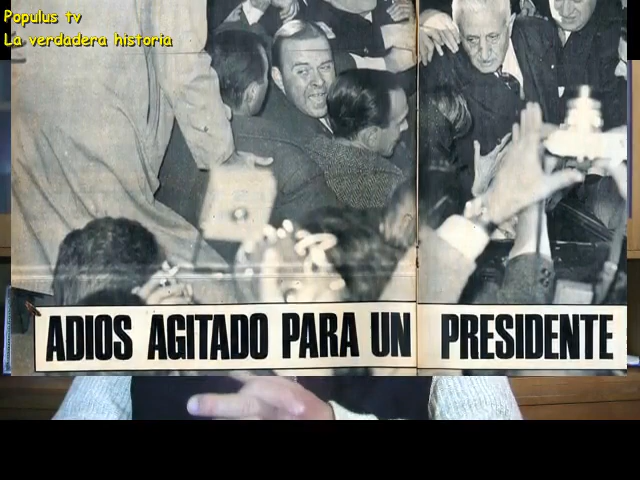 Populus tv
La verdadera historia
ADIOS AGITADO PARA UN PRESIDENTE